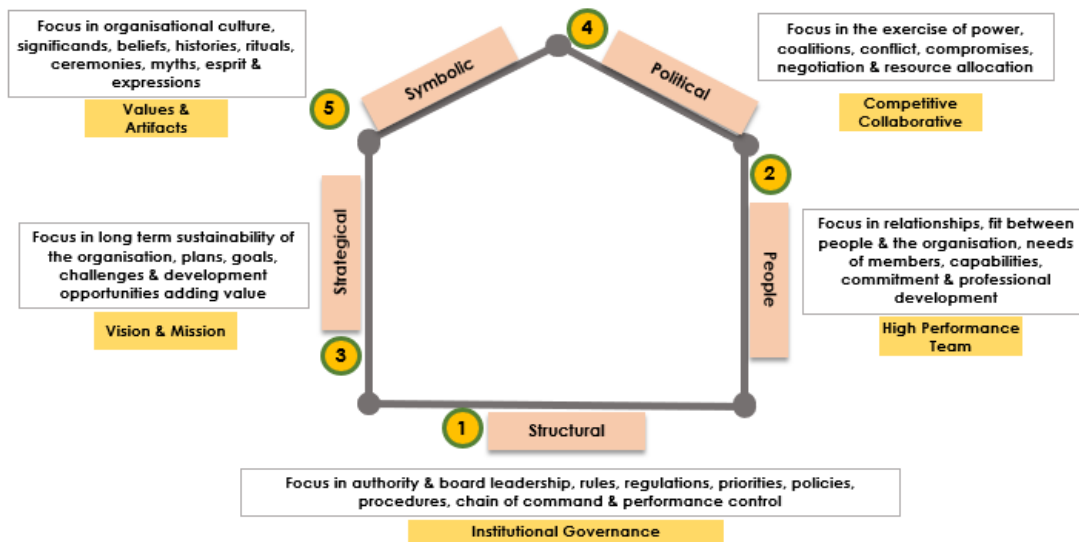 Focus in organisational culture,
significands, beliefs, histories, rituals,
ceremonies, myths, esprit &
expressions
Values &
Artifacts
5
Symbolic
4
Political
Focus in the exercise of power,
coalitions, conflict, compromises,
negotiation & resource allocation
Competitive
Collaborative
2
Focus in long term sustainability of
the organisation, plans, goals,
challenges & development
opportunities adding value
Vision & Mission
Strategical
3
People
Focus in relationships, fit between
people & the organisation, needs
of members, capabilities,
commitment & professional
development
High Performance
Team
1
Structural
Focus in authority & board leadership, rules, regulations, priorities, policies,
procedures, chain of command & performance control
Institutional Governance